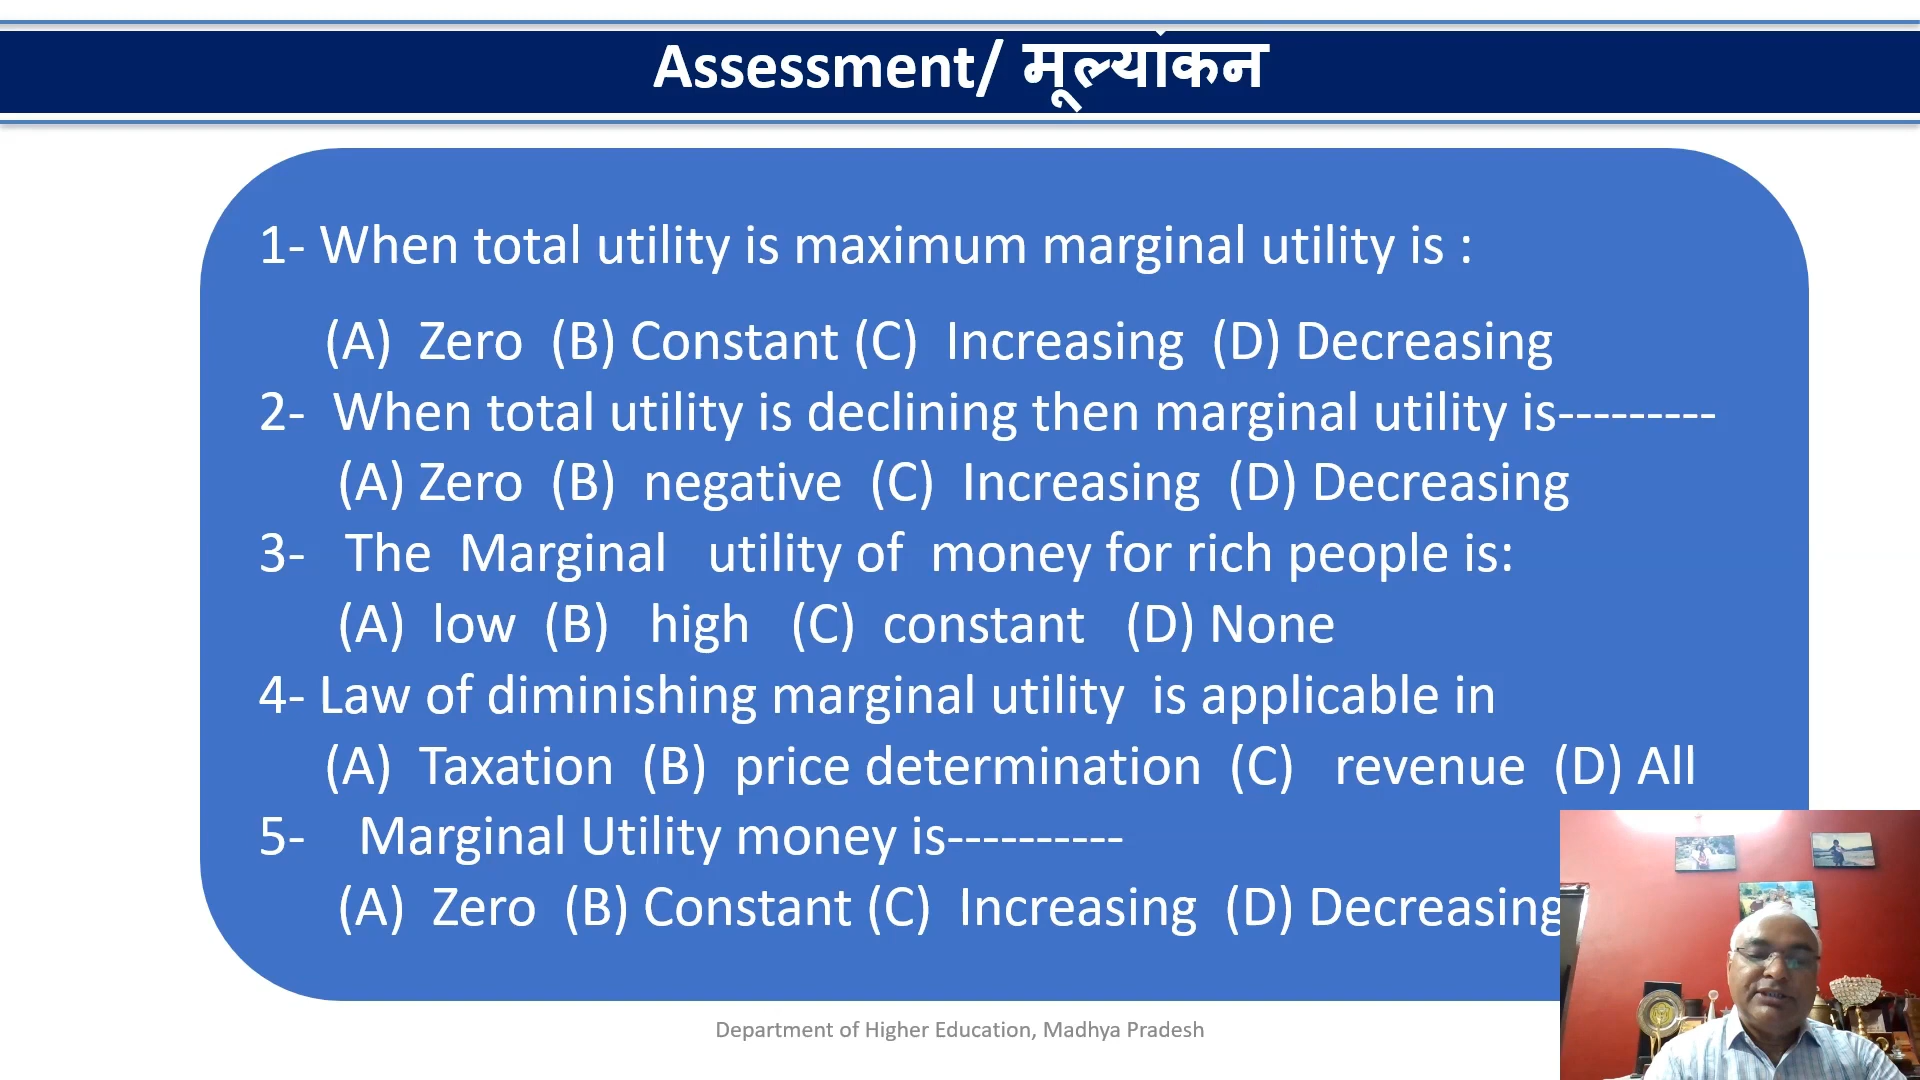 Assessment/ मूल्यांकन
1- When total utility is maximum marginal utility is :
(A) Zero (B) Constant (C) Increasing (D) Decreasing
2- When total utility is declining then marginal utility is---------
(A) Zero (B) negative (C) Increasing (D) Decreasing
3- The Marginal utility of money for rich people is:
(A) low (B) high (C) constant (D) None
4- Law of diminishing marginal utility is applicable in
(A) Taxation (B) price determination (C) revenue (D) All
5- Marginal Utility money is----------
(A) Zero (B) Constant (C) Increasing (D) Decreasing
Department of Higher Education, Madhya Pradesh